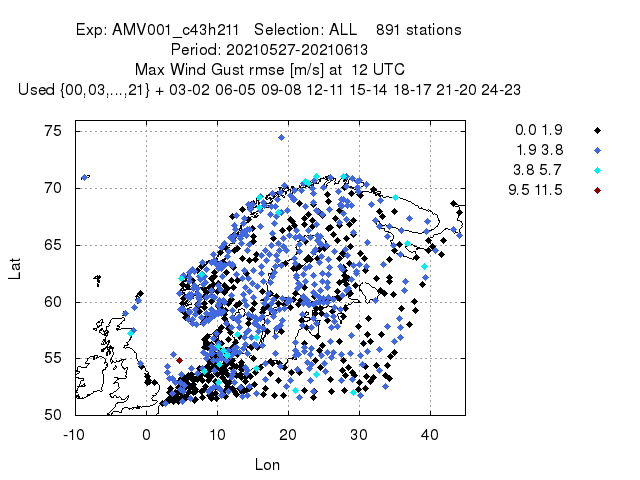 Exp: AMV001_c43h211   Selection: ALL    891 stations
Period: 20210527-20210613
Max Wind Gust rmse [m/s] at  12 UTC
Used {00,03,...,21} + 03-02 06-05 09-08 12-11 15-14 18-17 21-20 24-23
0.0 1.9
1.9 3.8
3.8 5.7
9.5 11.5
75
70
65
60
55
50
Lat
-10 0 10 20 30 40
Lon